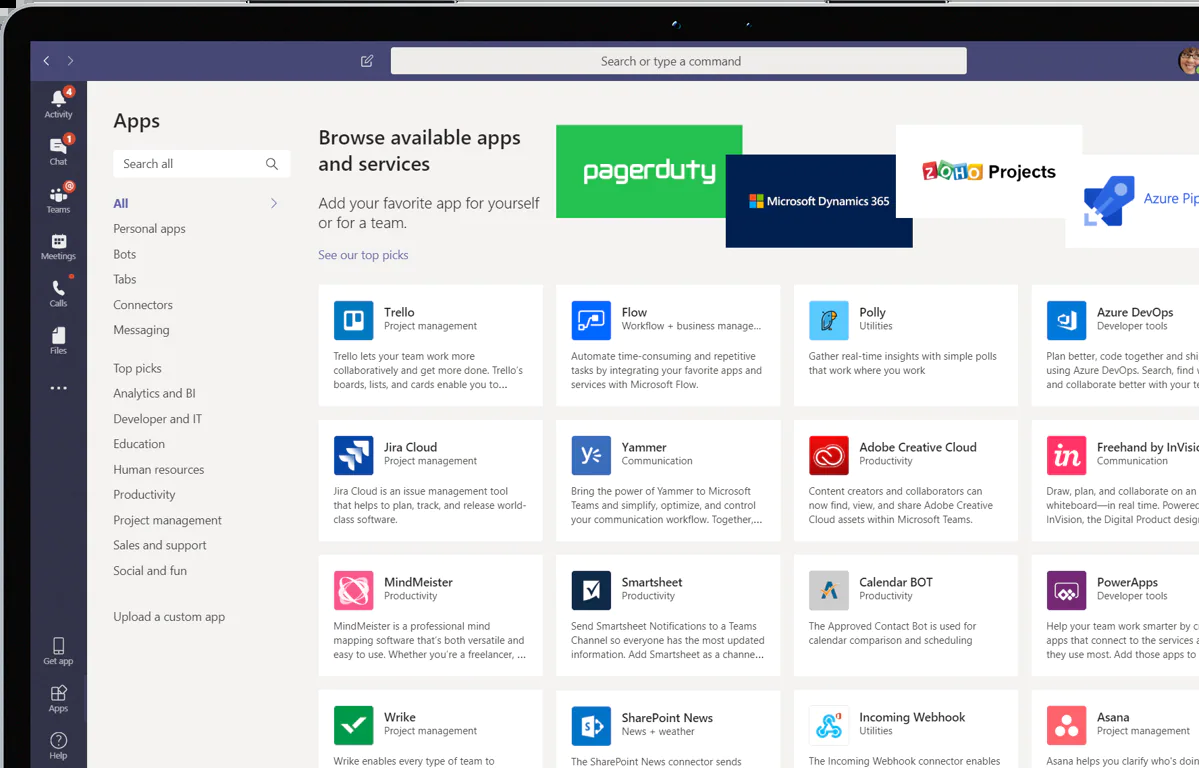 Search or type a command
4
Activity
1
Chat
@
Teams
Meetings
Calls
Files
Get app
Apps
Help
Apps
Search all
All
Personal apps
Bots
Tabs
Connectors
Messaging
Top picks
Analytics and BI
Developer and IT
Education
Human resources
Productivity
Project management
Sales and support
Social and fun
Upload a custom app
Browse available apps
and services
Add your favorite app for yourself
or for a team.
See our top picks
pagerduty
Microsoft Dynamics 365
ZOHO Projects
Azure Pip
Trello
Project management
Trello lets your team work more
collaboratively and get more done. Trello's
boards, lists, and cards enable you to...
Flow
Workflow + business manage...
Automate time-consuming and repetitive
tasks by integrating your favorite apps and
services with Microsoft Flow.
Polly
Utilities
Gather real-time insights with simple polls
that work where you work
Azure DevOps
Developer tools
Plan better, code together and shi
using Azure DevOps. Search, find
and collaborate better with your te
Jira Cloud
Project management
Jira Cloud is an issue management tool
that helps to plan, track, and release world-
class software.
Yammer
Communication
Bring the power of Yammer to Microsoft
Teams and simplify, optimize, and control
your communication workflow. Together,...
Adobe Creative Cloud
Productivity
Content creators and collaborators can
now find, view, and share Adobe Creative
Cloud assets within Microsoft Teams.
in
Freehand by InVisio
Communication
Draw, plan, and collaborate on an
whiteboard—in real time. Powered
InVision, the Digital Product desig
MindMeister
Productivity
MindMeister is a professional mind
mapping software that's both versatile and
easy to use. Whether you're a freelancer, ...
Smartsheet
Productivity
Send Smartsheet Notifications to a Teams
Channel so everyone has the most updated
information. Add Smartsheet as a channe...
Calendar BOT
Productivity
The Approved Contact Bot is used for
calendar comparison and scheduling
PowerApps
Developer tools
Help your team work smarter by c
apps that connect to the services a
they use most. Add those apps to
Wrike
Project management
Wrike enables every type of team to
SharePoint News
News + weather
The SharePoint News connector sends
Incoming Webhook
Utilities
The Incoming Webhook connector enables
Asana
Project management
Asana helps you clarify who's doin